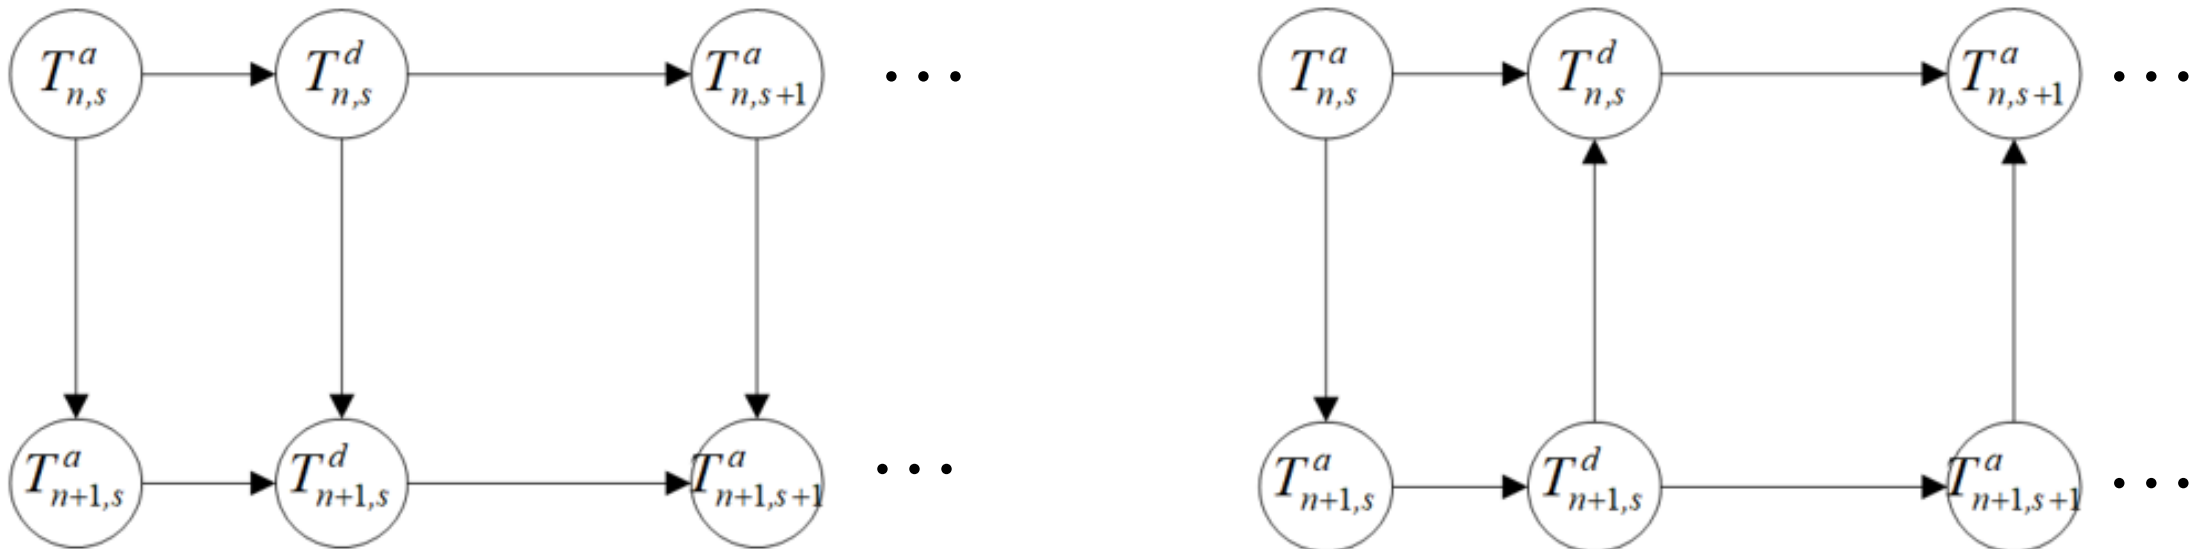 T^a_{n,s} T^d_{n,s} T^a_{n,s+1} ··· T^a_{n,s} T^d_{n,s} T^a_{n,s+1} ···
T^a_{n+1,s} T^d_{n+1,s} T^a_{n+1,s+1} ··· T^a_{n+1,s} T^d_{n+1,s} T^a_{n+1,s+1} ···